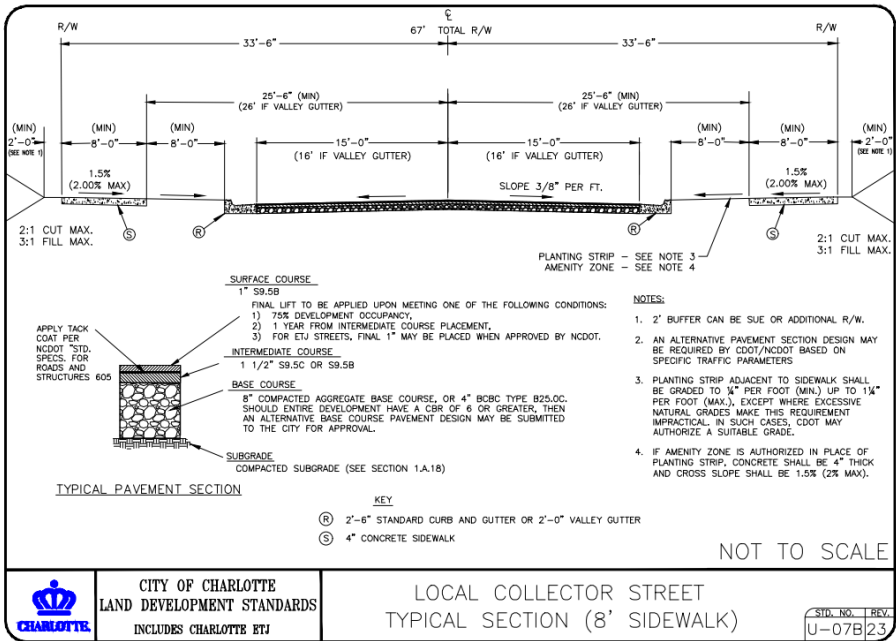 ℄
R/W
67' TOTAL R/W
R/W
33'-6"
33'-6"
25'-6" (MIN)
(26' IF VALLEY GUTTER)
25'-6" (MIN)
(26' IF VALLEY GUTTER)
(MIN)
2'-0"
(SEE NOTE 1)
(MIN)
8'-0"
(MIN)
8'-0"
15'-0"
(16' IF VALLEY GUTTER)
15'-0"
(16' IF VALLEY GUTTER)
(MIN)
8'-0"
(MIN)
8'-0"
(MIN)
2'-0"
(SEE NOTE 1)
1.5%
(2.00% MAX)
SLOPE 3/8" PER FT.
1.5%
(2.00% MAX)
S
R
R
S
2:1 CUT MAX.
3:1 FILL MAX.
2:1 CUT MAX.
3:1 FILL MAX.
PLANTING STRIP – SEE NOTE 3
AMENITY ZONE – SEE NOTE 4
SURFACE COURSE
1" S9.5B
FINAL LIFT TO BE APPLIED UPON MEETING ONE OF THE FOLLOWING CONDITIONS:
1) 75% DEVELOPMENT OCCUPANCY,
2) 1 YEAR FROM INTERMEDIATE COURSE PLACEMENT,
3) FOR ETJ STREETS, FINAL 1" MAY BE PLACED WHEN APPROVED BY NCDOT.
INTERMEDIATE COURSE
1 1/2" S9.5C OR S9.5B
BASE COURSE
8" COMPACTED AGGREGATE BASE COURSE, OR 4" BCBC TYPE B25.0C.
SHOULD ENTIRE DEVELOPMENT HAVE A CBR OF 6 OR GREATER, THEN
AN ALTERNATIVE BASE COURSE PAVEMENT DESIGN MAY BE SUBMITTED
TO THE CITY FOR APPROVAL.
SUBGRADE
COMPACTED SUBGRADE (SEE SECTION 1.A.18)
APPLY TACK
COAT PER
NCDOT "STD.
SPECS. FOR
ROADS AND
STRUCTURES 605
TYPICAL PAVEMENT SECTION
NOTES:
1. 2' BUFFER CAN BE SUE OR ADDITIONAL R/W.
2. AN ALTERNATIVE PAVEMENT SECTION DESIGN MAY
BE REQUIRED BY CDOT/NCDOT BASED ON
SPECIFIC TRAFFIC PARAMETERS
3. PLANTING STRIP ADJACENT TO SIDEWALK SHALL
BE GRADED TO ¼" PER FOOT (MIN.) UP TO 1¼"
PER FOOT (MAX.), EXCEPT WHERE EXCESSIVE
NATURAL GRADES MAKE THIS REQUIREMENT
IMPRACTICAL. IN SUCH CASES, CDOT MAY
AUTHORIZE A SUITABLE GRADE.
4. IF AMENITY ZONE IS AUTHORIZED IN PLACE OF
PLANTING STRIP, CONCRETE SHALL BE 4" THICK
AND CROSS SLOPE SHALL BE 1.5% (2% MAX).
KEY
R 2'-6" STANDARD CURB AND GUTTER OR 2'-0" VALLEY GUTTER
S 4" CONCRETE SIDEWALK
NOT TO SCALE
CHARLOTTE.
CITY OF CHARLOTTE
LAND DEVELOPMENT STANDARDS
INCLUDES CHARLOTTE ETJ
LOCAL COLLECTOR STREET
TYPICAL SECTION (8' SIDEWALK)
STD. NO. REV.
U-07B 23